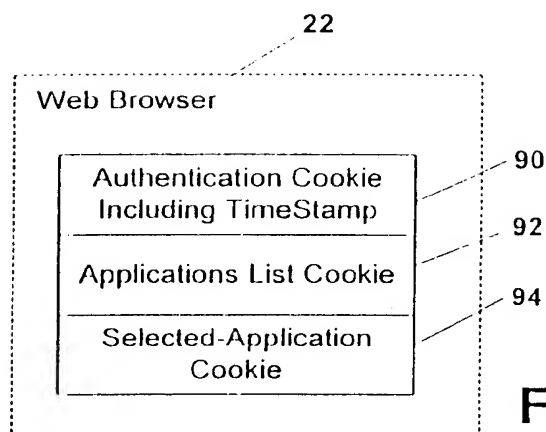 22
Web Browser
90
Authentication Cookie
Including TimeStamp
92
Applications List Cookie
94
Selected-Application
Cookie
F